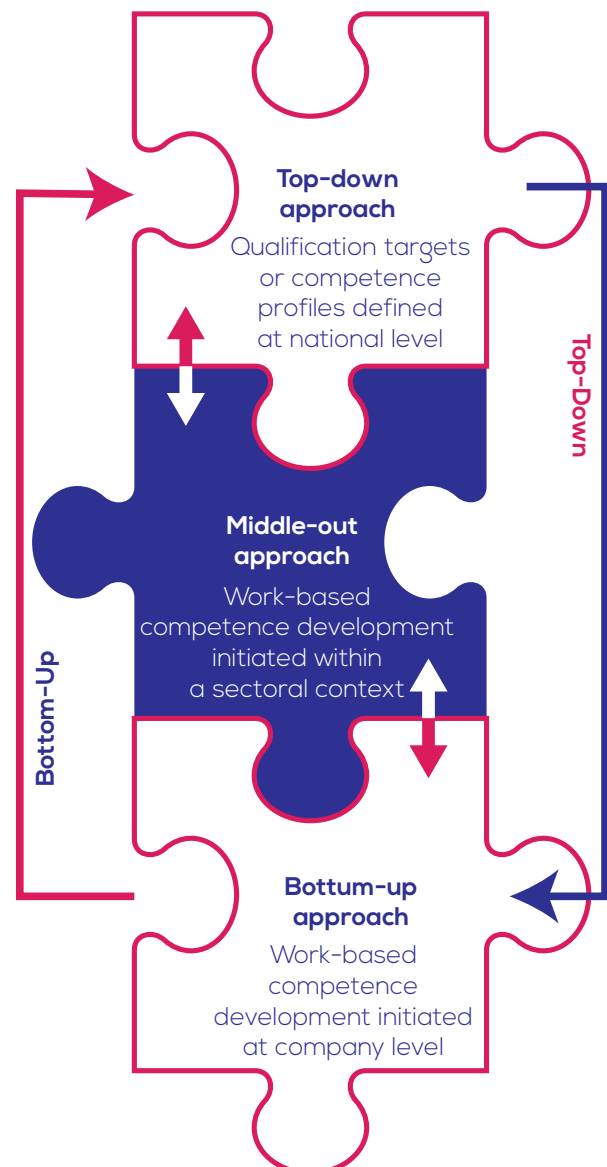 Top-down
approach
Qualification targets
or competence
profiles defined
at national level
Top-Down
Middle-out
approach
Work-based
competence development
initiated within
a sectoral context
Bottom-Up
Bottum-up
approach
Work-based
competence
development initiated
at company level